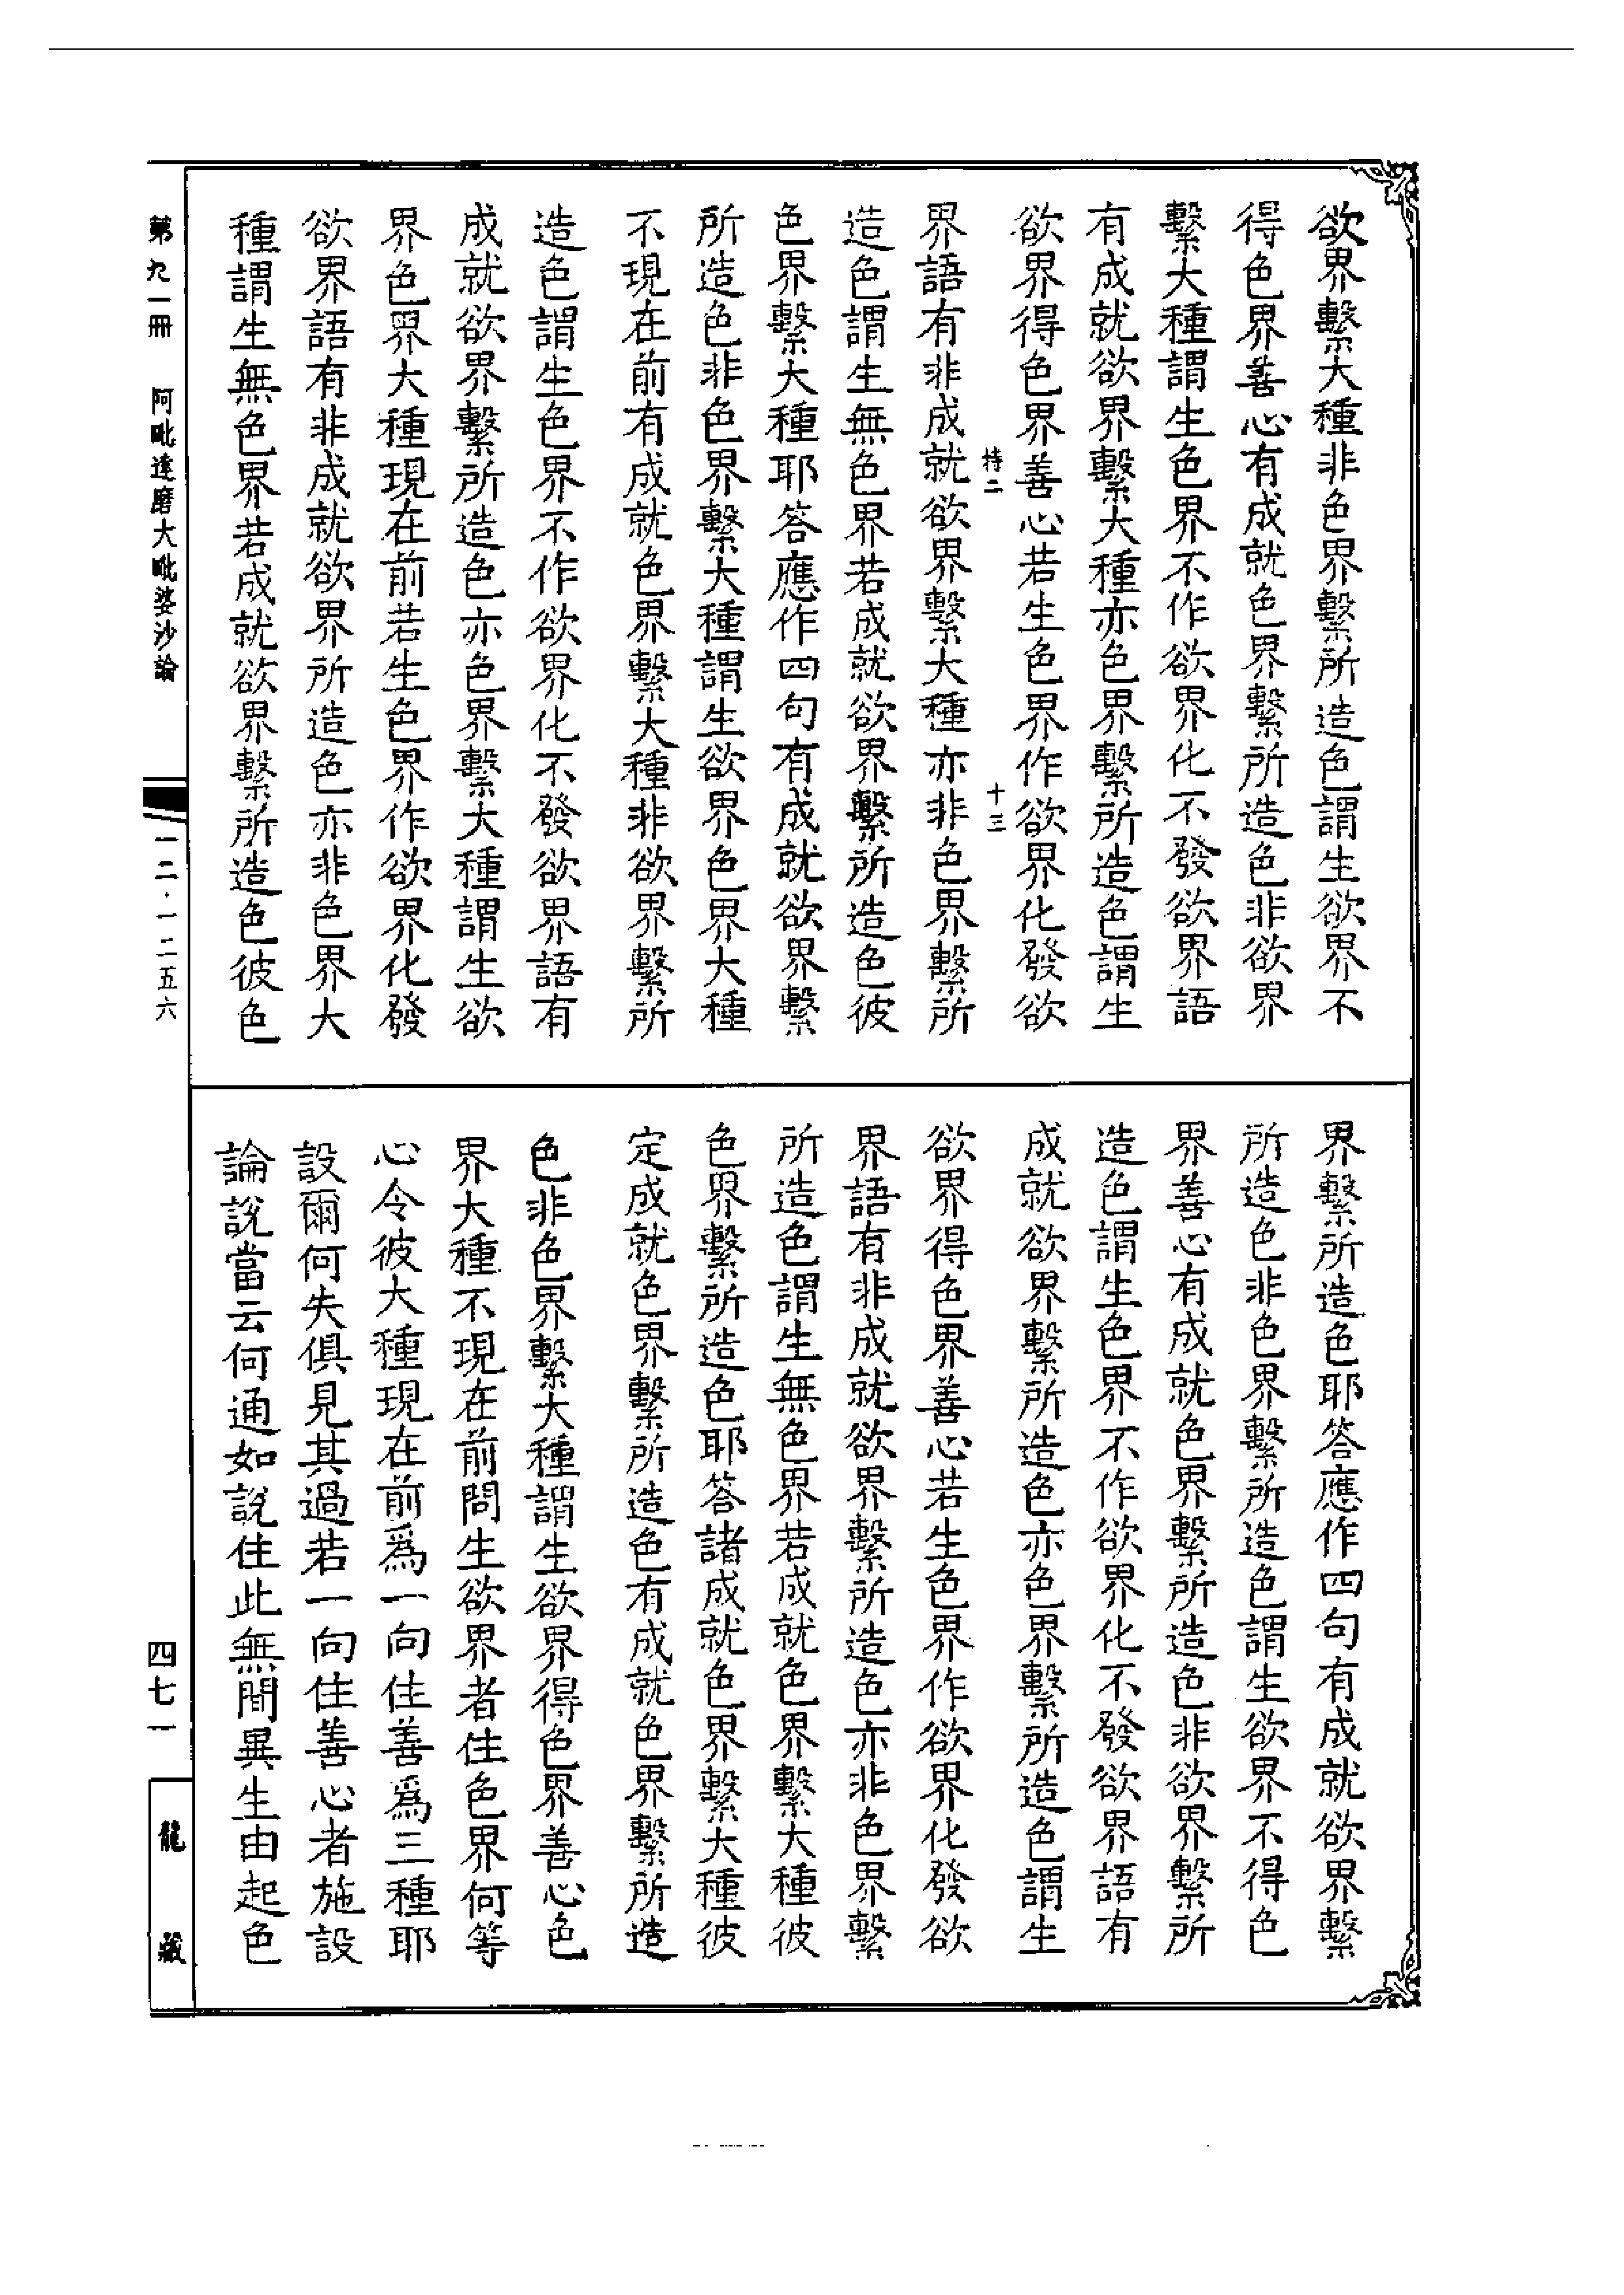 欲界繫大種非色界繫所造色謂生欲界不
得色界善心有成就色界繫所造色非欲界
繫大種謂生色界不作欲界化不發欲界語
有成就欲界繫大種亦色界繫所造色謂生
欲界得色界善心若生色界作欲界化發欲
持二 十三
界語有非成就欲界繫大種亦非色界繫所
造色謂生無色界若成就欲界繫所造色彼
色界繫大種耶答應作四句有成就欲界繫
所造色非色界繫大種謂生欲界色界大種
不現在前有成就色界繫大種非欲界繫所
造色謂生色界不作欲界化不發欲界語有
成就欲界繫所造色亦色界繫大種謂生欲
界色界大種現在前若生色界作欲界化發
欲界語有非成就欲界所造色亦非色界大
種謂生無色界若成就欲界繫所造色彼色
界繫所造色耶答應作四句有成就欲界繫
所造色非色界繫所造色謂生欲界不得色
界善心有成就色界繫所造色非欲界繫所
造色謂生色界不作欲界化不發欲界語有
成就欲界繫所造色亦色界繫所造色謂生
欲界得色界善心若生色界作欲界化發欲
界語有非成就欲界繫所造色亦非色界繫
所造色謂生無色界若成就色界繫大種彼
色界繫所造色耶答諸成就色界繫大種彼
定成就色界繫所造色有成就色界繫所造
色非色界繫大種謂生欲界得色界善心色
界大種不現在前問生欲界者住色界何等
心令彼大種現在前爲一向住善爲三種耶
設爾何失俱見其過若一向住善心者施設
論說當云何通如說住此無間異生由起色
第九一冊 阿毗達磨大毗婆沙論
一二·一二五六
四七一
龍藏